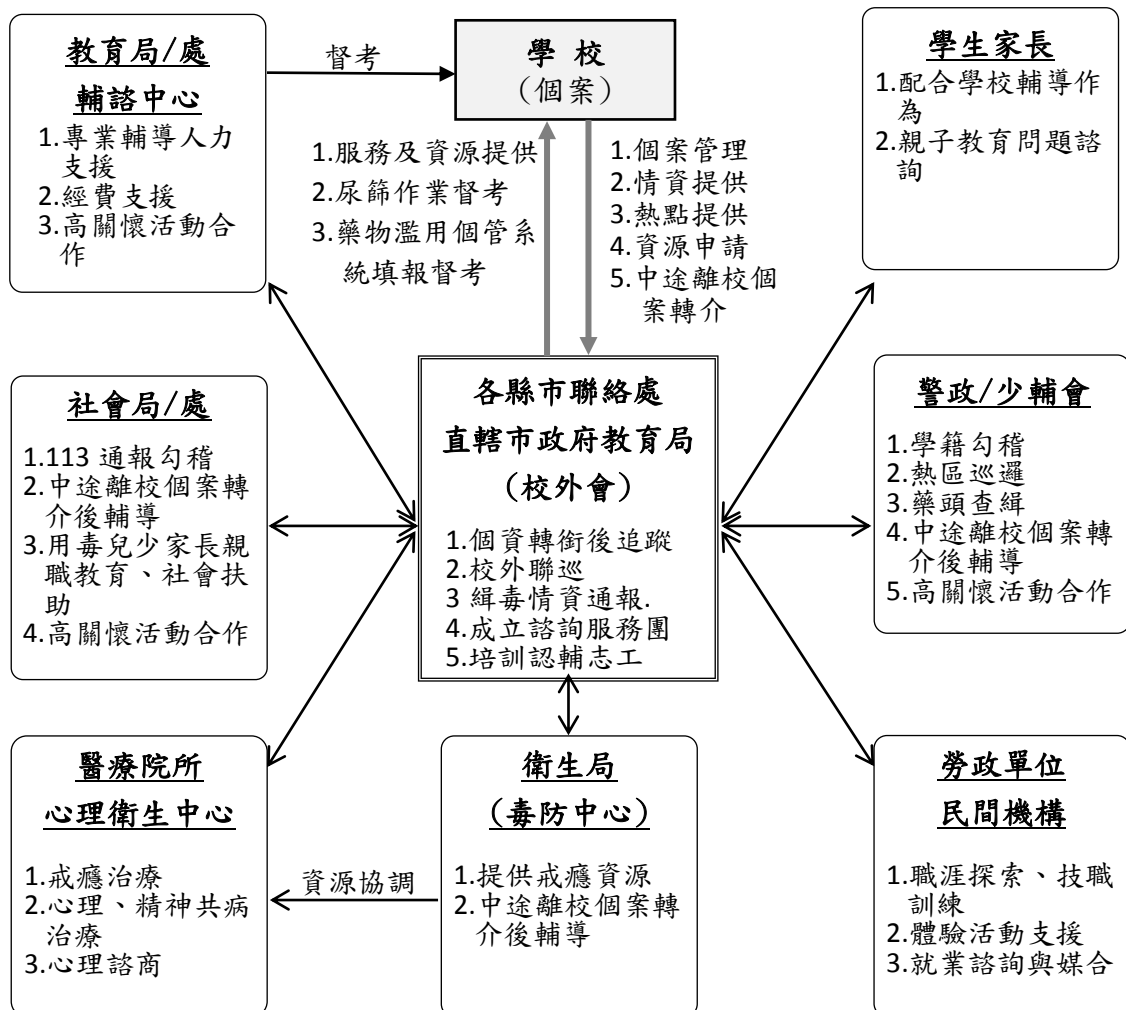 教育局/處
輔諮中心
1.專業輔導人力
支援
2.經費支援
3.高關懷活動合
作
督考
學 校
（個案）
學生家長
1.配合學校輔導作
為
2.親子教育問題諮
詢
1.服務及資源提供
2.尿篩作業督考
3.藥物濫用個管系
統填報督考
1.個案管理
2.情資提供
3.熱點提供
4.資源申請
5.中途離校個
案轉介
社會局/處
1.113 通報勾稽
2.中途離校個案轉
介後輔導
3.用毒兒少家長親
職教育、社會扶
助
4.高關懷活動合作
各縣市聯絡處
直轄市政府教育局
（校外會）
1.個資轉銜後追蹤
2.校外聯巡
3 緝毒情資通報.
4.成立諮詢服務團
5.培訓認輔志工
警政/少輔會
1.學籍勾稽
2.熱區巡邏
3.藥頭查緝
4.中途離校個案轉
介後輔導
5.高關懷活動合作
醫療院所
心理衛生中心
1.戒癮治療
2.心理、精神共病
治療
3.心理諮商
資源協調
衛生局
（毒防中心）
1.提供戒癮資源
2.中途離校個案轉
介後輔導
勞政單位
民間機構
1.職涯探索、技職
訓練
2.體驗活動支援
3.就業諮詢與媒合